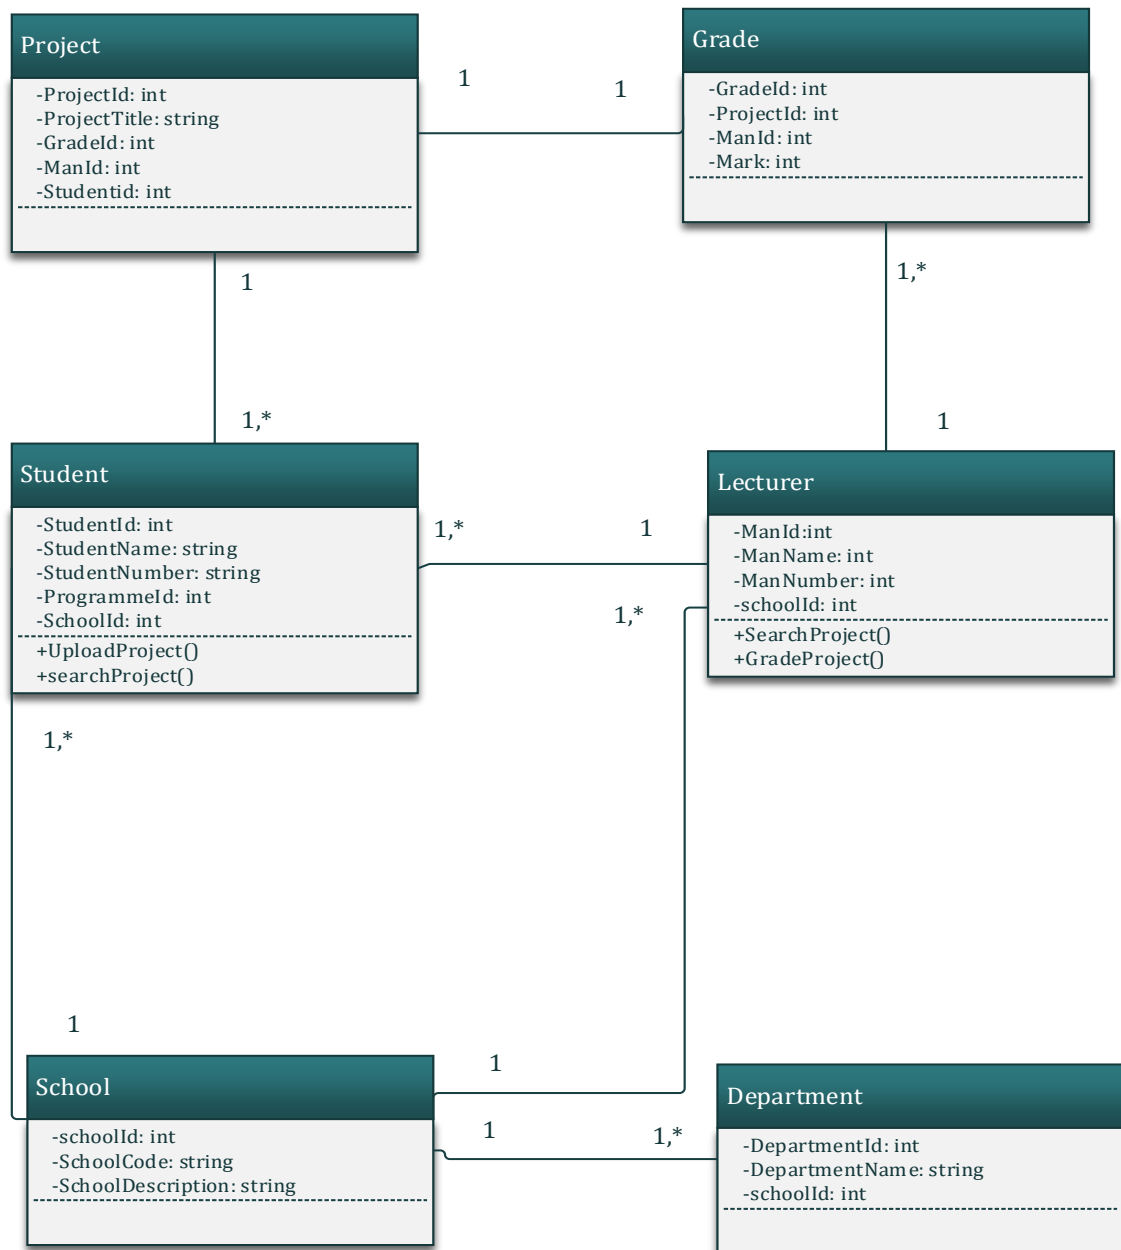 Project
-ProjectId: int
-ProjectTitle: string
-GradeId: int
-ManId: int
-Studentid: int
1
1
Grade
-GradeId: int
-ProjectId: int
-ManId: int
-Mark: int
1
1,*
1,*
1
Student
-StudentId: int
-StudentName: string
-StudentNumber: string
-ProgrammeId: int
-SchoolId: int
+UploadProject()
+searchProject()
1,*
1
Lecturer
-ManId:int
-ManName: int
-ManNumber: int
-schoolId: int
+SearchProject()
+GradeProject()
1,*
1,*
1
1
School
-schoolId: int
-SchoolCode: string
-SchoolDescription: string
1
1,*
Department
-DepartmentId: int
-DepartmentName: string
-schoolId: int